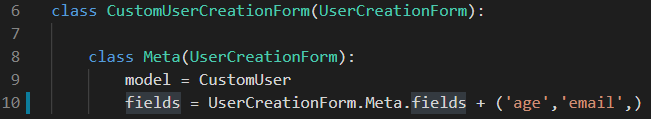 6 class CustomUserCreationForm(UserCreationForm):
7
8     class Meta(UserCreationForm):
9         model = CustomUser
10         fields = UserCreationForm.Meta.fields + ('age','email',)